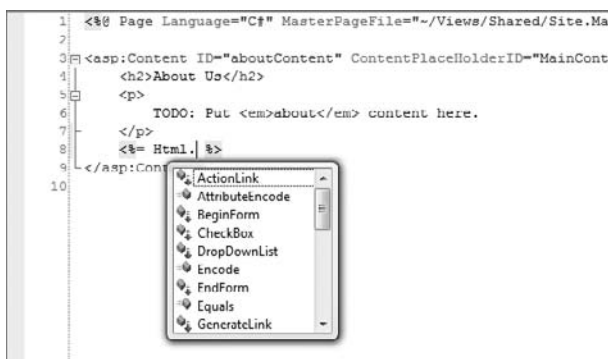 1 <%@ Page Language="C#" MasterPageFile="~/Views/Shared/Site.Ma
2
3 <asp:Content ID="aboutContent" ContentPlaceHolderID="MainCont
4 <h2>About Us</h2>
5 <p>
6 TODO: Put <em>about</em> content here.
7 </p>
8 <%= Html. %>
9 </asp:Con
10
ActionLink
AttributeEncode
BeginForm
CheckBox
DropDownList
Encode
EndForm
Equals
GenerateLink